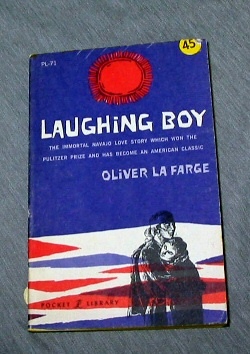 45¢
PL-71
LAUGHING BOY
THE IMMORTAL NAVAJO LOVE STORY WHICH WON THE
PULITZER PRIZE AND HAS BECOME AN AMERICAN CLASSIC
OLIVER LA FARGE
POCKET LIBRARY